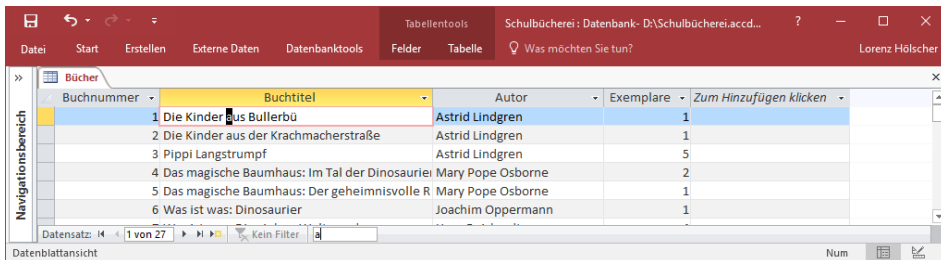 Tabellentools Schulbücherei : Datenbank- D:\Schulbücherei.accd... ?
Datei Start Erstellen Externe Daten Datenbanktools Felder Tabelle Was möchten Sie tun? Lorenz Hölscher
» Bücher
Buchnummer Buchtitel Autor Exemplare Zum Hinzufügen klicken
1 Die Kinder aus Bullerbü Astrid Lindgren 1
2 Die Kinder aus der Krachmacherstraße Astrid Lindgren 1
3 Pippi Langstrumpf Astrid Lindgren 5
4 Das magische Baumhaus: Im Tal der Dinosaurier Mary Pope Osborne 2
5 Das magische Baumhaus: Der geheimnisvolle R Mary Pope Osborne 1
6 Was ist was: Dinosaurier Joachim Oppermann 1
Navigationsbereich
Datensatz: 1 von 27 Kein Filter a
Datenblattansicht Num